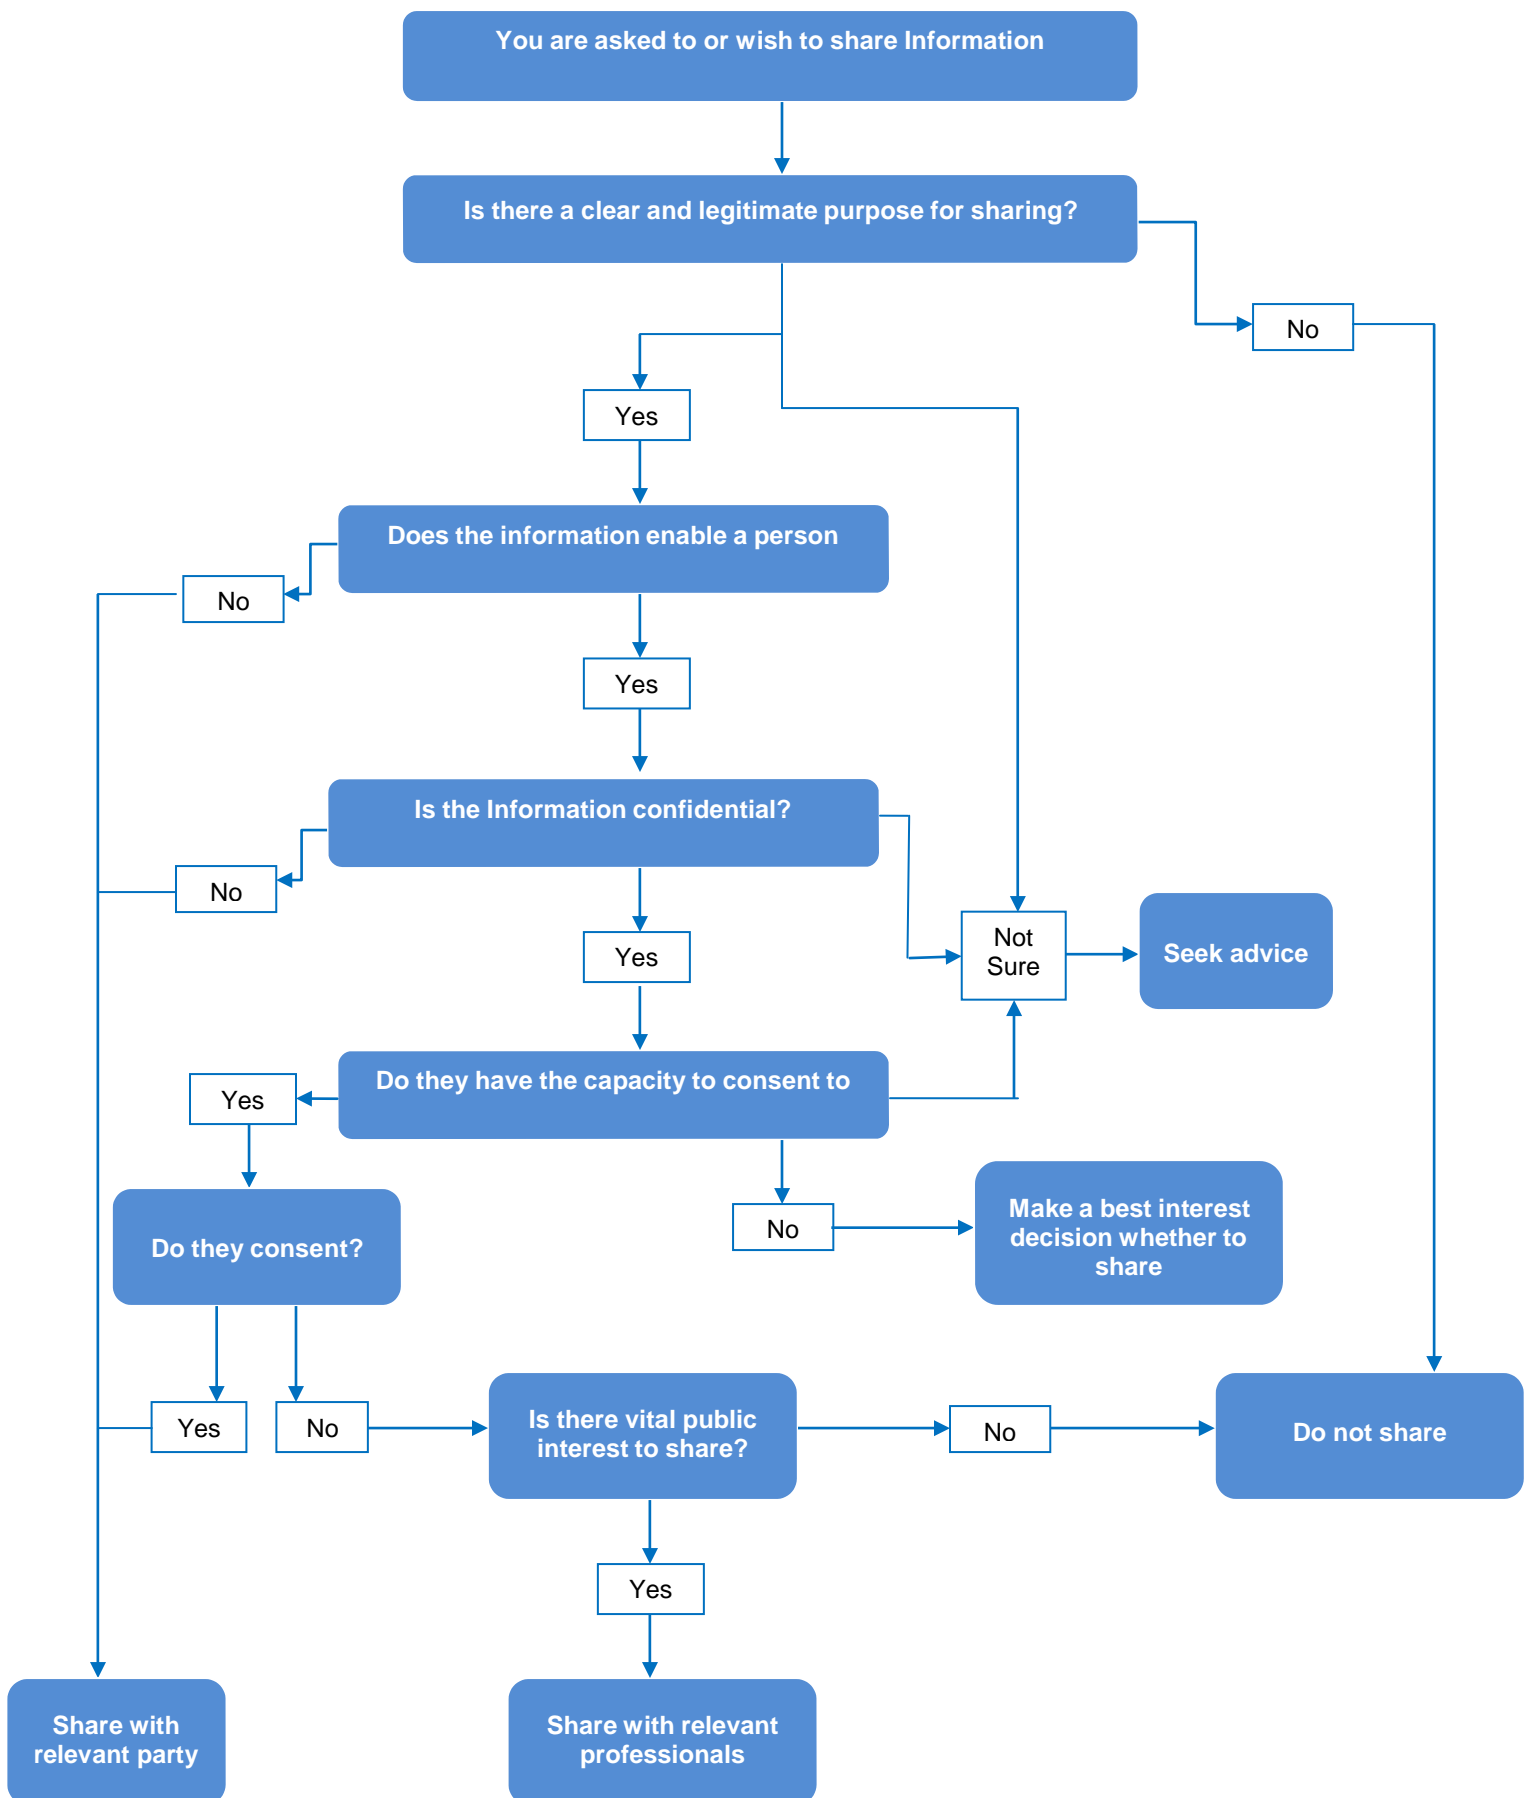 You are asked to or wish to share Information
Is there a clear and legitimate purpose for sharing?
No
Yes
Does the information enable a person
No
Yes
Is the Information confidential?
No
Yes
Not
Sure
Seek advice
Do they have the capacity to consent to
Yes
No
Make a best interest
decision whether to
share
Do they consent?
Yes
No
Is there vital public
interest to share?
No
Do not share
Yes
Share with
relevant party
Share with relevant
professionals